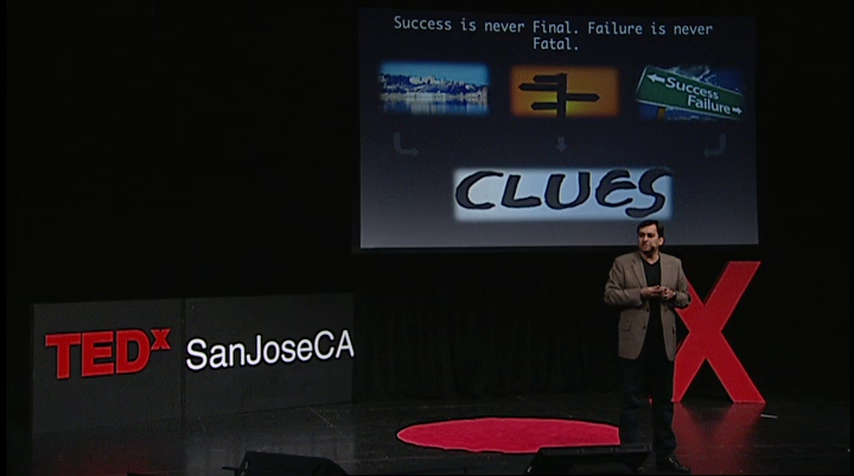 Success is never Final. Failure is never
Fatal.
Success
Failure
CLUES
TEDx
SanJoseCA
X